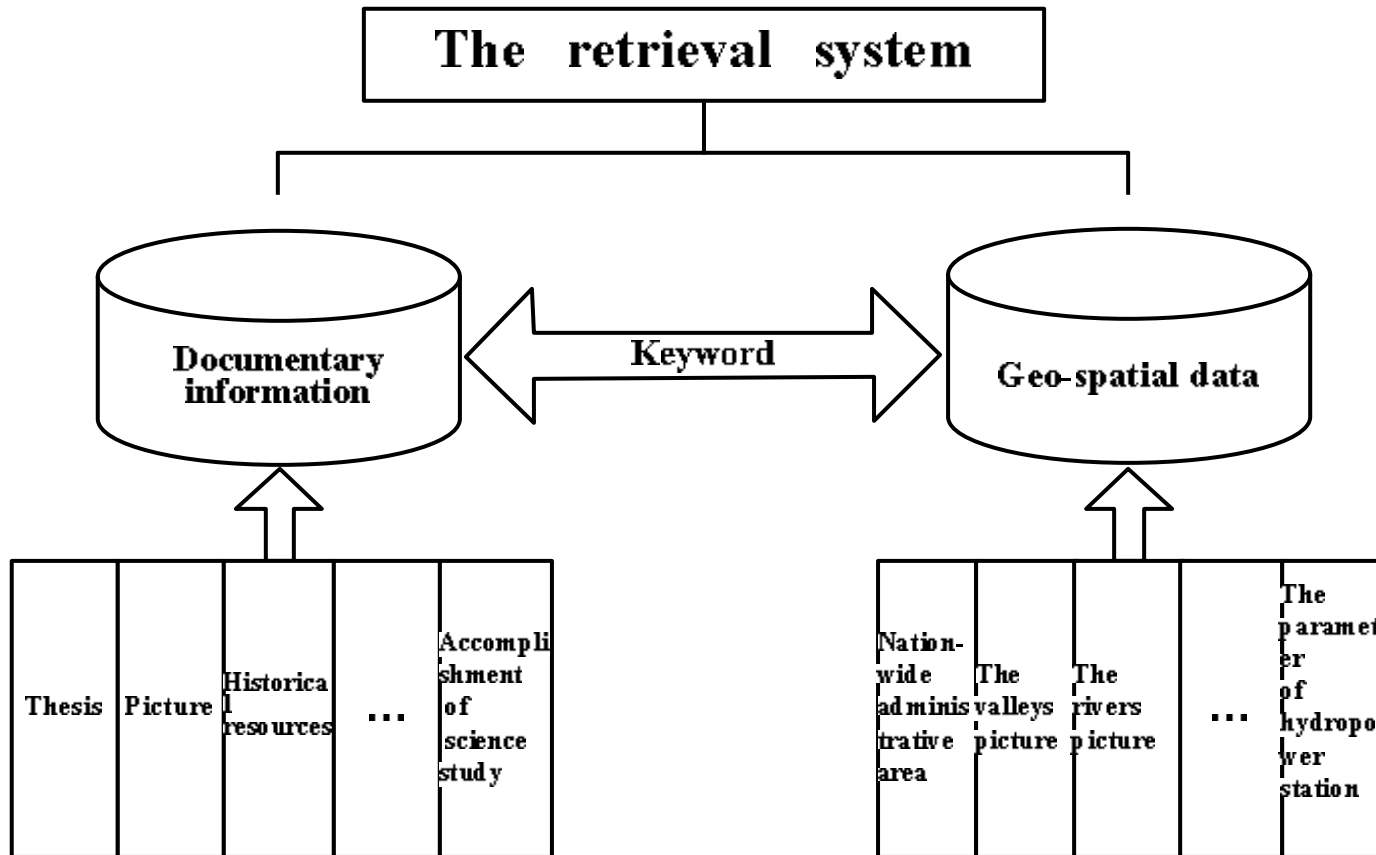 The retrieval system
Documentary
information
Keyword
Geo-spatial data
Thesis
Picture
Historica
l
resources
...
Accompli
shment
of
science
study
Nation-
wide
adminis
trative
area
The
valleys
picture
The
rivers
picture
...
The
paramet
er
of
hydropo
wer
station